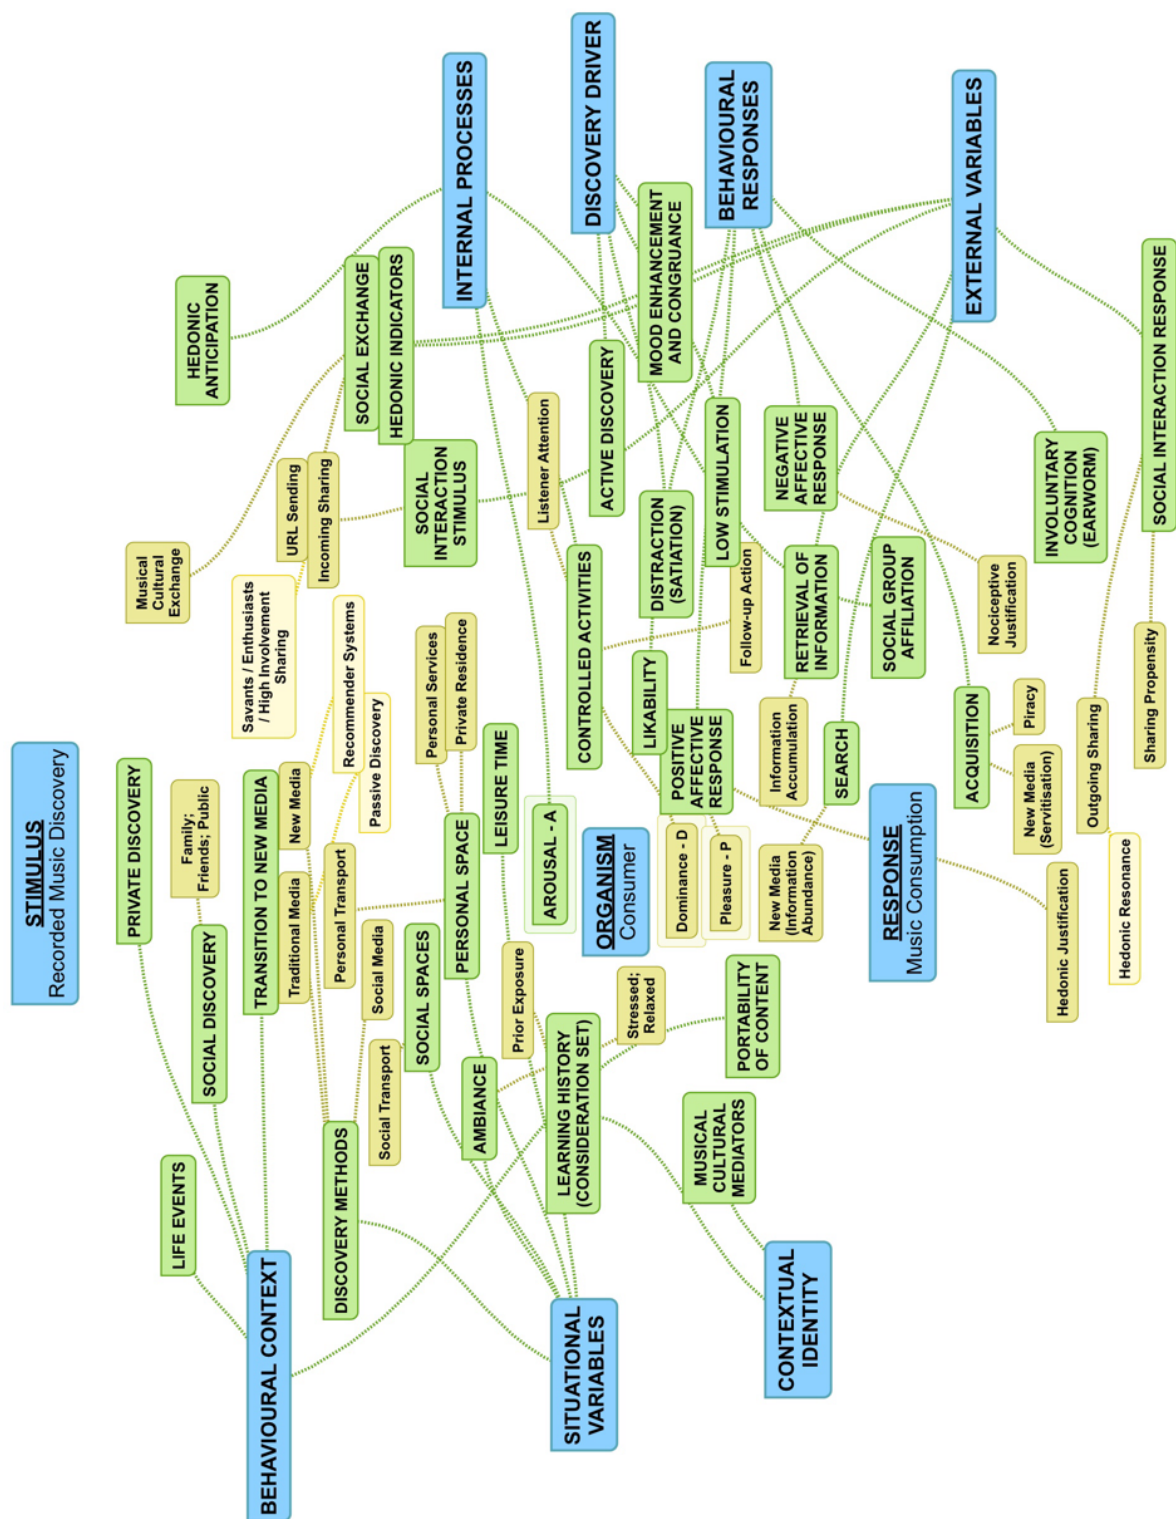 STIMULUS
Recorded Music Discovery
ORGANISM
Consumer
RESPONSE
Music Consumption
BEHAVIOURAL CONTEXT
LIFE EVENTS
PRIVATE DISCOVERY
SOCIAL DISCOVERY
Family;
Friends; Public
TRANSITION TO NEW MEDIA
SITUATIONAL
VARIABLES
DISCOVERY METHODS
Traditional Media
New Media
Social Media
Recommender Systems
Passive Discovery
Social Transport
SOCIAL SPACES
Personal Transport
PERSONAL SPACE
Personal Services
Private Residence
AMBIANCE
Stressed;
Relaxed
LEISURE TIME
Prior Exposure
LEARNING HISTORY
(CONSIDERATION SET)
PORTABILITY
OF CONTENT
CONTEXTUAL
IDENTITY
MUSICAL
CULTURAL
MEDIATORS
AROUSAL - A
Dominance - D
Pleasure - P
INTERNAL PROCESSES
HEDONIC
ANTICIPATION
Listener Attention
CONTROLLED ACTIVITIES
Follow-up Action
DISCOVERY DRIVER
ACTIVE DISCOVERY
MOOD ENHANCEMENT
AND CONGRUANCE
DISTRACTION
(SATIATION)
LOW STIMULATION
RETRIEVAL OF
INFORMATION
Information
Accumulation
SOCIAL GROUP
AFFILIATION
BEHAVIOURAL
RESPONSES
LIKABILITY
POSITIVE
AFFECTIVE
RESPONSE
Hedonic Justification
NEGATIVE
AFFECTIVE
RESPONSE
Nociceptive
Justification
ACQUISITION
New Media
(Servitisation)
Piracy
INVOLUNTARY
COGNITION
(EARWORM)
EXTERNAL VARIABLES
SOCIAL EXCHANGE
HEDONIC INDICATORS
Musical
Cultural
Exchange
URL Sending
Incoming Sharing
Savants / Enthusiasts
/ High Involvement
Sharing
SOCIAL
INTERACTION
STIMULUS
SEARCH
New Media
(Information
Abundance)
SOCIAL INTERACTION RESPONSE
Outgoing Sharing
Hedonic Resonance
Sharing Propensity